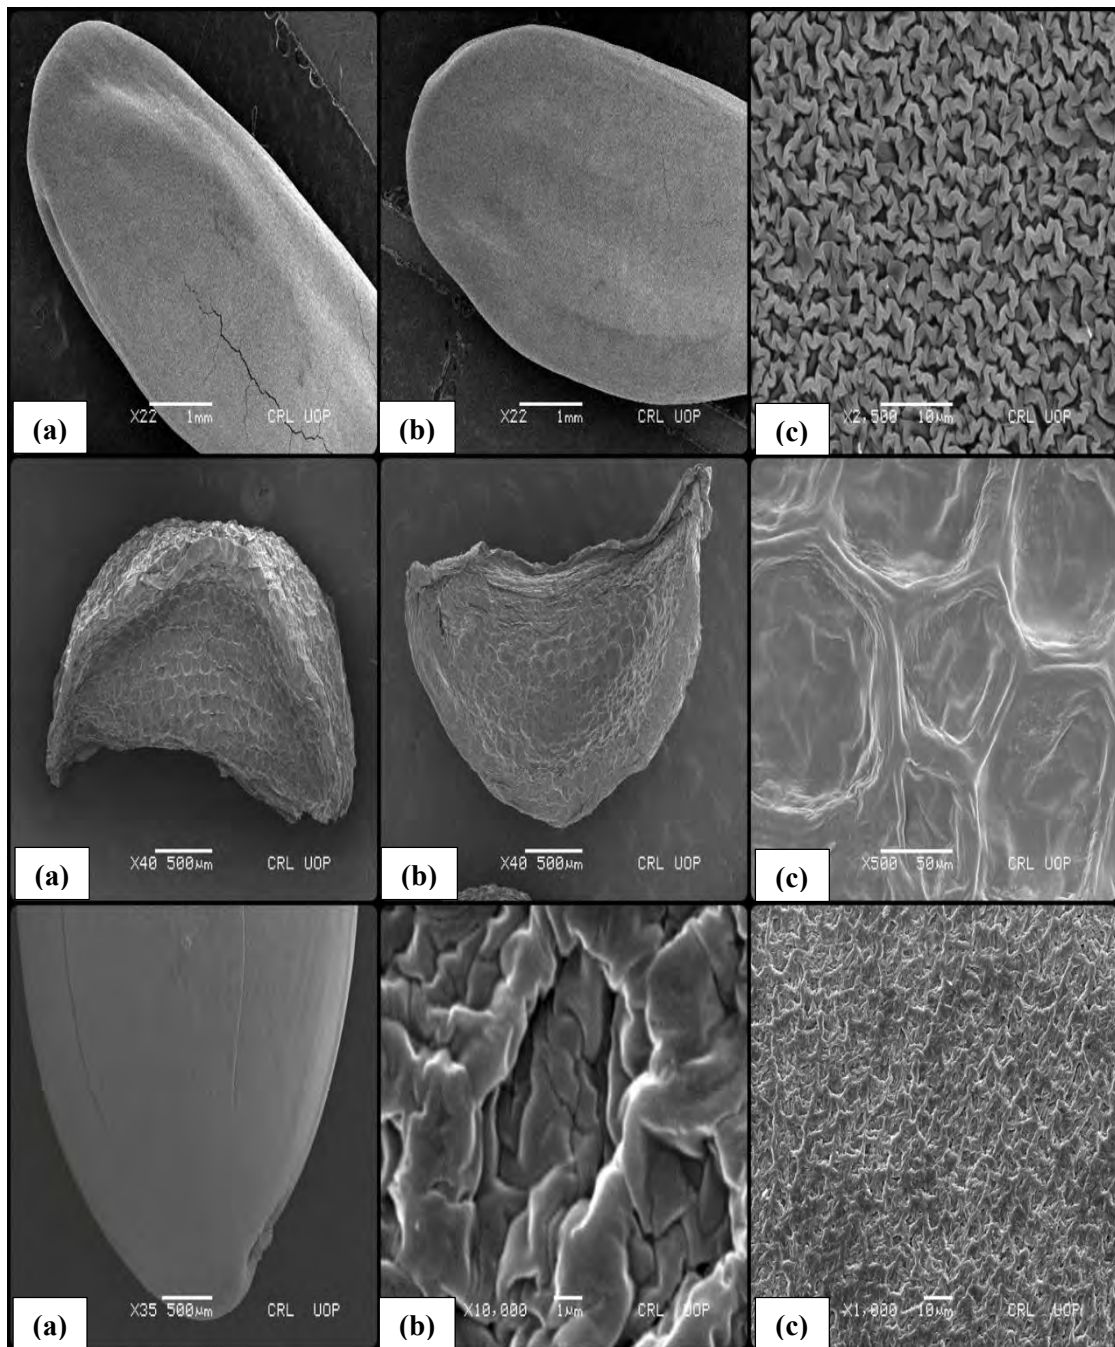 X22 1mm CRL UOP
(a)
X22 1mm CRL UOP
(b)
X2,500 10µm CRL UOP
(c)
X40 500µm CRL UOP
(a)
X40 500µm CRL UOP
(b)
X500 50µm CRL UOP
(c)
X35 500µm CRL UOP
(a)
X10,000 1µm CRL UOP
(b)
X1,000 10µm CRL UOP
(c)